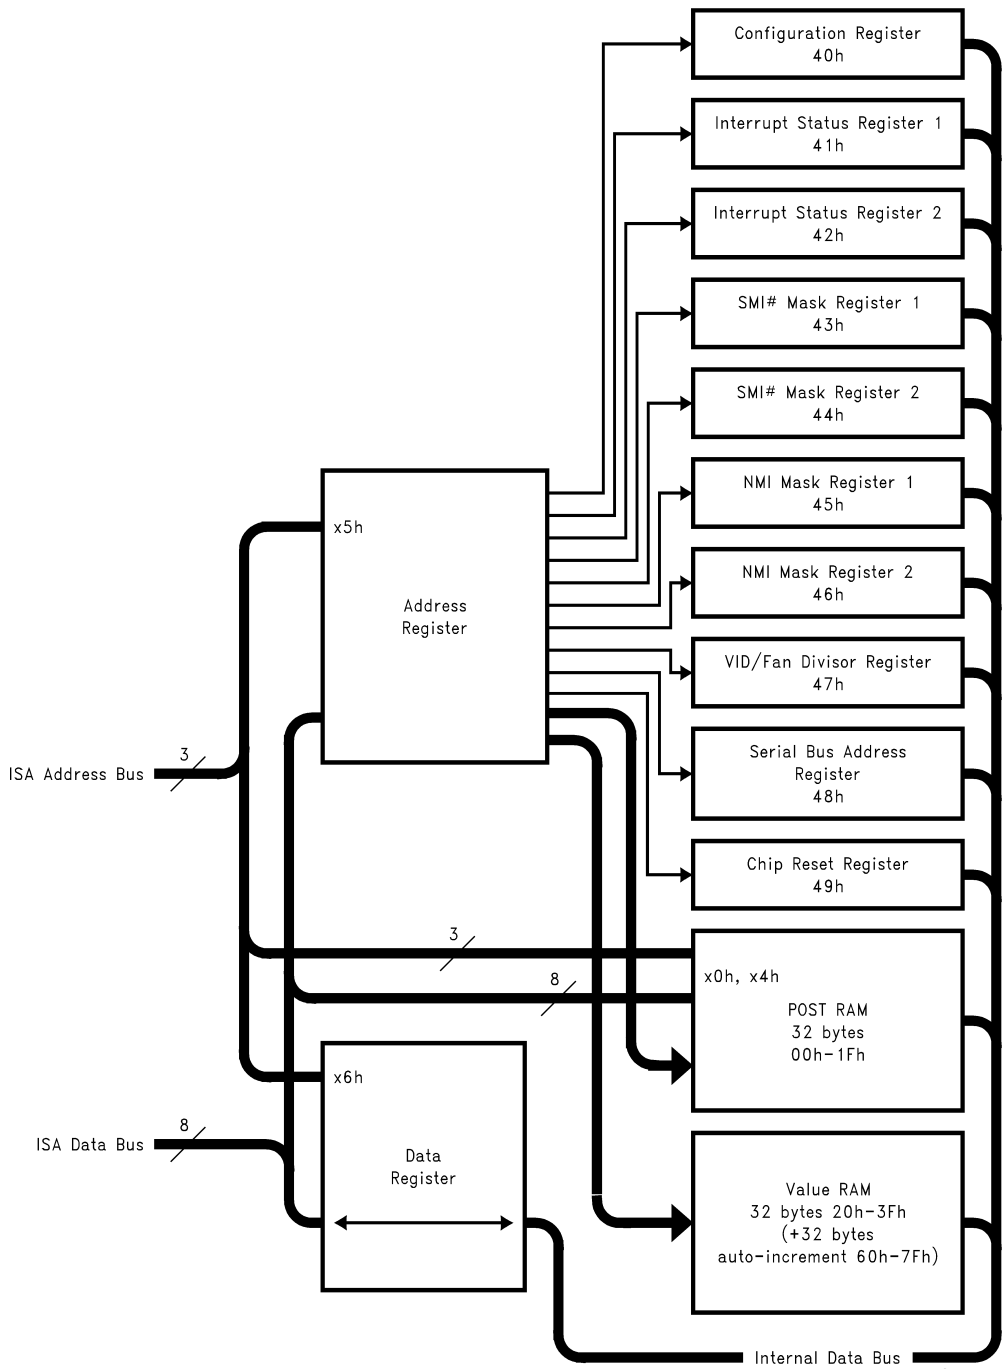 Configuration Register
40h
Interrupt Status Register 1
41h
Interrupt Status Register 2
42h
SMI# Mask Register 1
43h
SMI# Mask Register 2
44h
NMI Mask Register 1
45h
x5h
NMI Mask Register 2
46h
Address
Register
VID/Fan Divisor Register
47h
3
ISA Address Bus
Serial Bus Address
Register
48h
Chip Reset Register
49h
3
8
x0h, x4h
POST RAM
32 bytes
00h-1Fh
x6h
8
ISA Data Bus
Data
Register
Value RAM
32 bytes 20h-3Fh
(+32 bytes
auto-increment 60h-7Fh)
Internal Data Bus